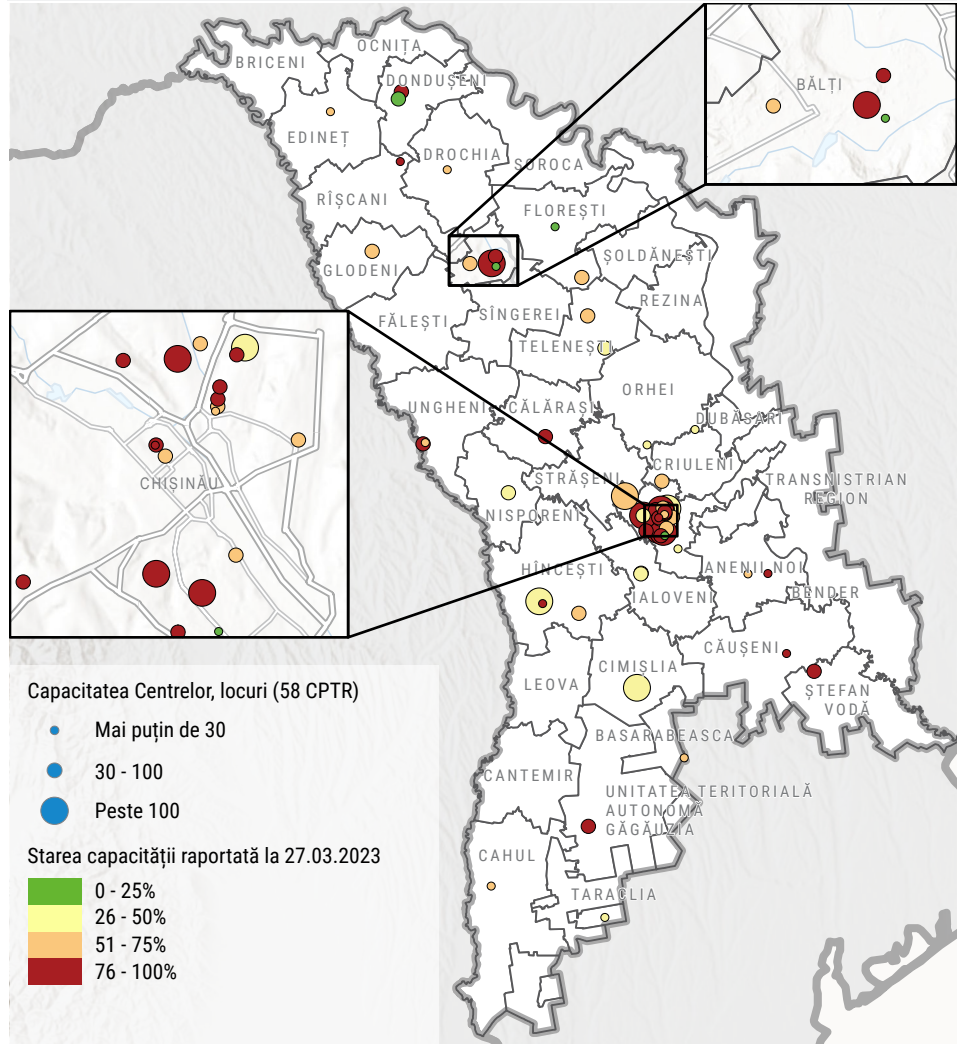 OCNIȚA
BRICENI
DONDUȘENI
BĂLȚI
EDINEȚ
DROCHIA
SOROCA
RÎȘCANI
FLOREȘTI
ȘOLDĂNEȘTI
GLODENI
REZINA
FĂLEȘTI
SÎNGEREI
TELENEȘTI
ORHEI
UNGHENI
CĂLĂRAȘI
DUBĂSARI
CRIULENI
STRĂȘENI
TRANSNISTRIAN
REGION
CHIȘINĂU
NISPORENI
HÎNCEȘTI
ANENII NOI
IALOVENI
BENDER
CĂUȘENI
CIMIȘLIA
LEOVA
ȘTEFAN
VODĂ
BASARABEASCA
CANTEMIR
UNITATEA TERITORIALĂ
AUTONOMĂ
GĂGĂUZIA
CAHUL
TARACLIA
Capacitatea Centrelor, locuri (58 CPTR)
Mai puțin de 30
30 - 100
Peste 100
Starea capacității raportată la 27.03.2023
0 - 25%
26 - 50%
51 - 75%
76 - 100%